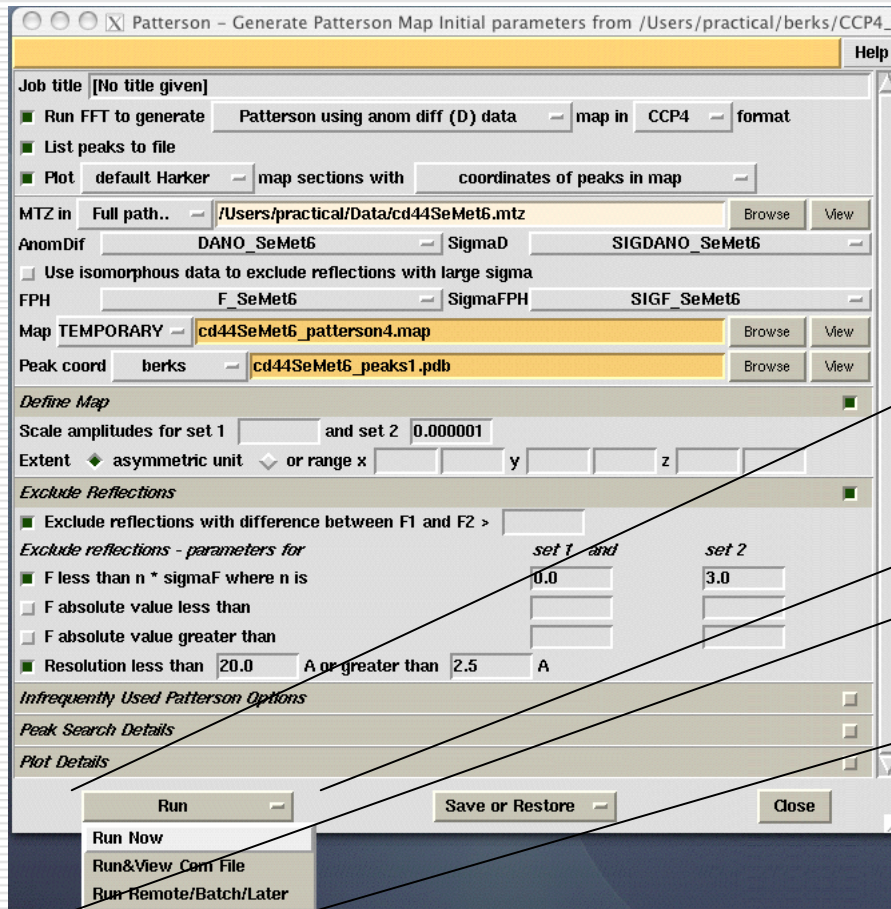 X Patterson - Generate Patterson Map Initial parameters from /Users/practical/berks/CCP4_
Help
Job title [No title given]
Run FFT to generate Patterson using anom diff (D) data map in CCP4 format
List peaks to file
Plot default Harker map sections with coordinates of peaks in map
MTZ in Full path.. /Users/practical/Data/cd44SeMet6.mtz Browse View
AnomDif DANO_SeMet6 SigmaD SIGDANO_SeMet6
Use isomorphous data to exclude reflections with large sigma
FPH F_SeMet6 SigmaFPH SIGF_SeMet6
Map TEMPORARY cd44SeMet6_patterson4.map Browse View
Peak coord berks cd44SeMet6_peaks1.pdb Browse View
Define Map
Scale amplitudes for set 1 and set 2 0.000001
Extent asymmetric unit or range x y z
Exclude Reflections
Exclude reflections with difference between F1 and F2 >
Exclude reflections - parameters for set 1 and set 2
F less than n * sigmaF where n is 0.0 3.0
F absolute value less than
F absolute value greater than
Resolution less than 20.0 A or greater than 2.5 A
Infrequently Used Patterson Options
Peak Search Details
Plot Details
Run Save or Restore Close
Run Now
Run&View Com File
Run Remote/Batch/Later